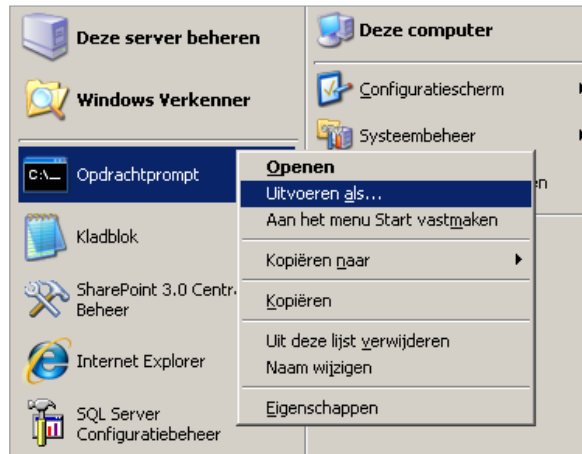 Deze server beheren
Windows Verkenner
C:\_ Opdrachtprompt
Kladblok
SharePoint 3.0 Centr
Beheer
Internet Explorer
SQL Server
Configuratiebeheer
Deze computer
Configuratiescherm
Systeembeheer
en
Openen
Uitvoeren als...
Aan het menu Start vastmaken
Kopiëren naar
Kopiëren
Uit deze lijst verwijderen
Naam wijzigen
Eigenschappen